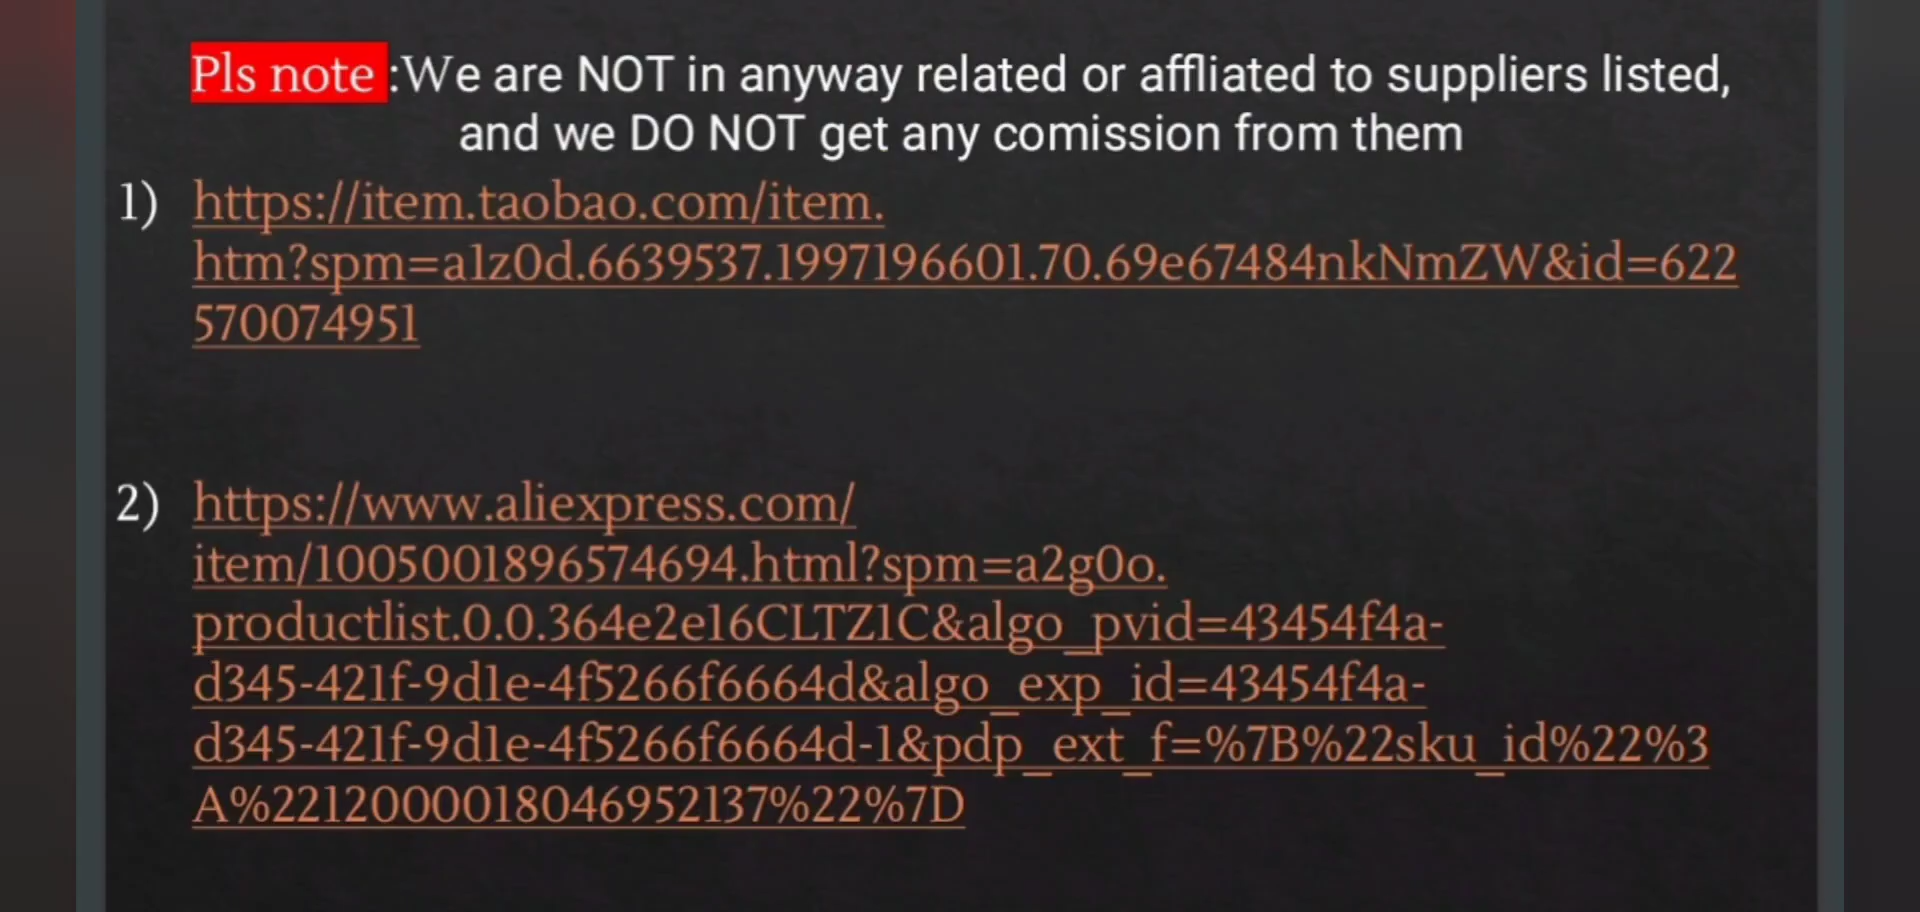 Pls note :We are NOT in anyway related or affliated to suppliers listed,
and we DO NOT get any comission from them
1) https://item.taobao.com/item.
htm?spm=a1z0d.6639537.1997196601.70.69e67484nkNmZW&id=622
570074951
2) https://www.aliexpress.com/
item/1005001896574694.html?spm=a2g0o.
productlist.0.0.364e2e16CLTZ1C&algo_pvid=43454f4a-
d345-421f-9d1e-4f5266f6664d&algo_exp_id=43454f4a-
d345-421f-9d1e-4f5266f6664d-1&pdp_ext_f=%7B%22sku_id%22%3
A%2212000018046952137%22%7D